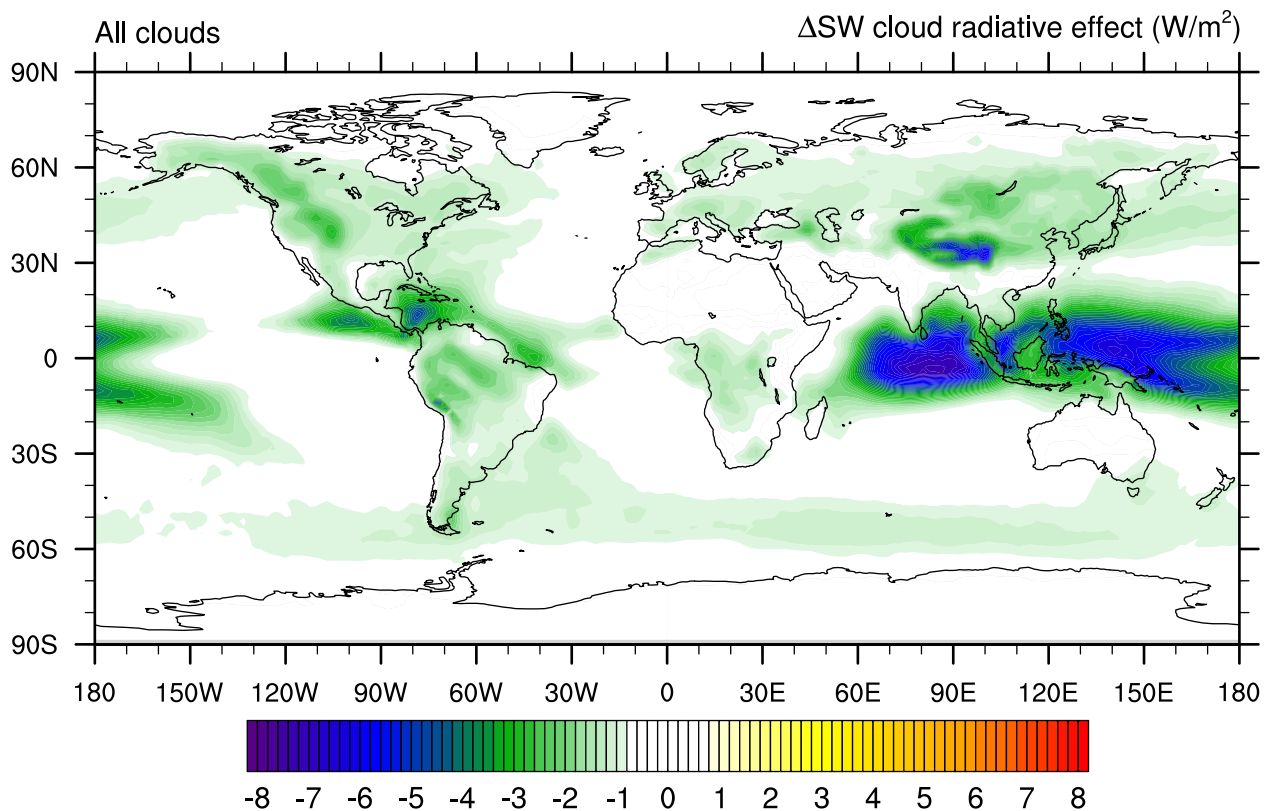 All clouds ΔSW cloud radiative effect (W/m²)
90N
60N
30N
0
30S
60S
90S
180 150W 120W 90W 60W 30W 0 30E 60E 90E 120E 150E 180
-8 -7 -6 -5 -4 -3 -2 -1 0 1 2 3 4 5 6 7 8